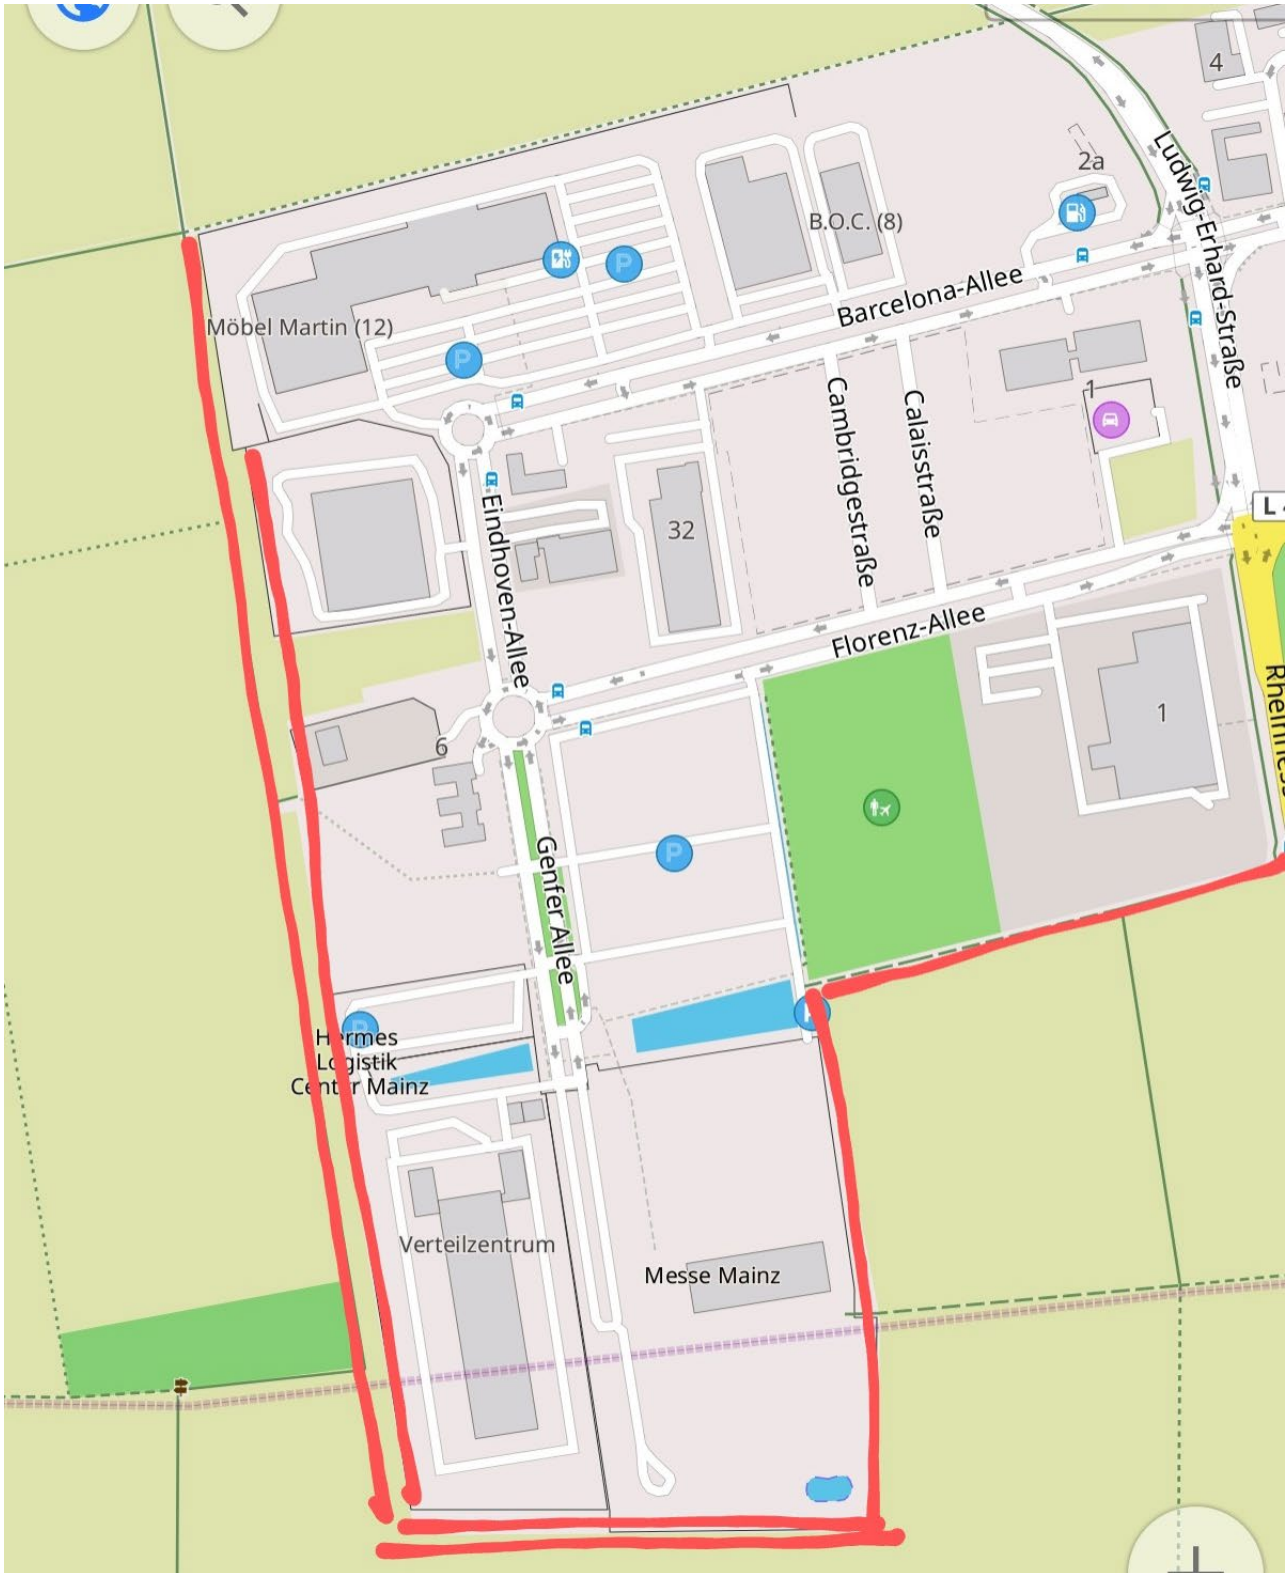 4
2a
Ludwig-Erhard-Straße
B.O.C. (8)
P
Barcelona-Allee
Möbel Martin (12)
P
1
Cambridgestraße
Calaisstraße
Eindhoven-Allee
32
L
Florenz-Allee
1
6
P
Genfer Allee
P
Hermes
Logistik
Center Mainz
Verteilzentrum
Messe Mainz